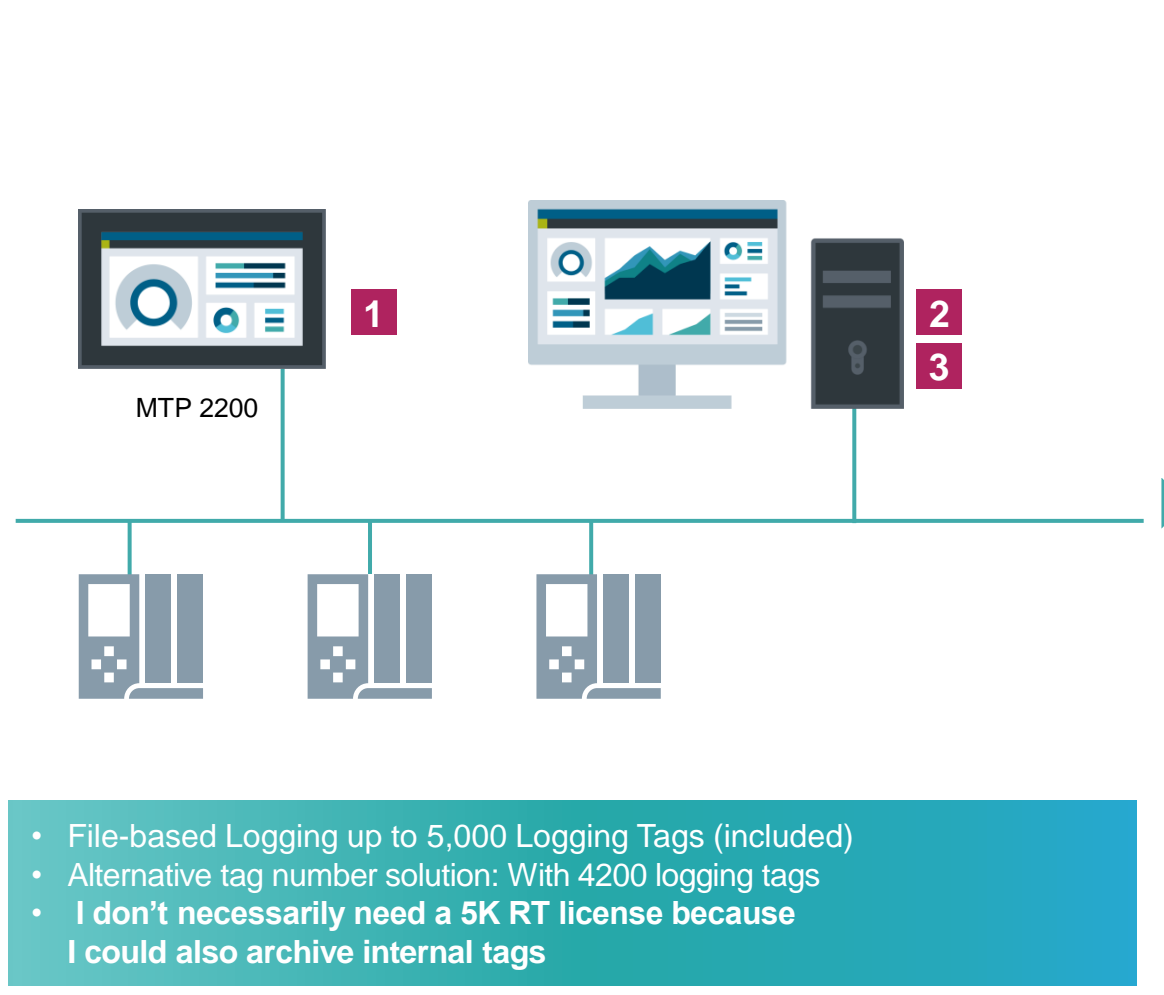 1
2
3
MTP 2200
• File-based Logging up to 5,000 Logging Tags (included)
• Alternative tag number solution: With 4200 logging tags
• I don’t necessarily need a 5K RT license because
I could also archive internal tags